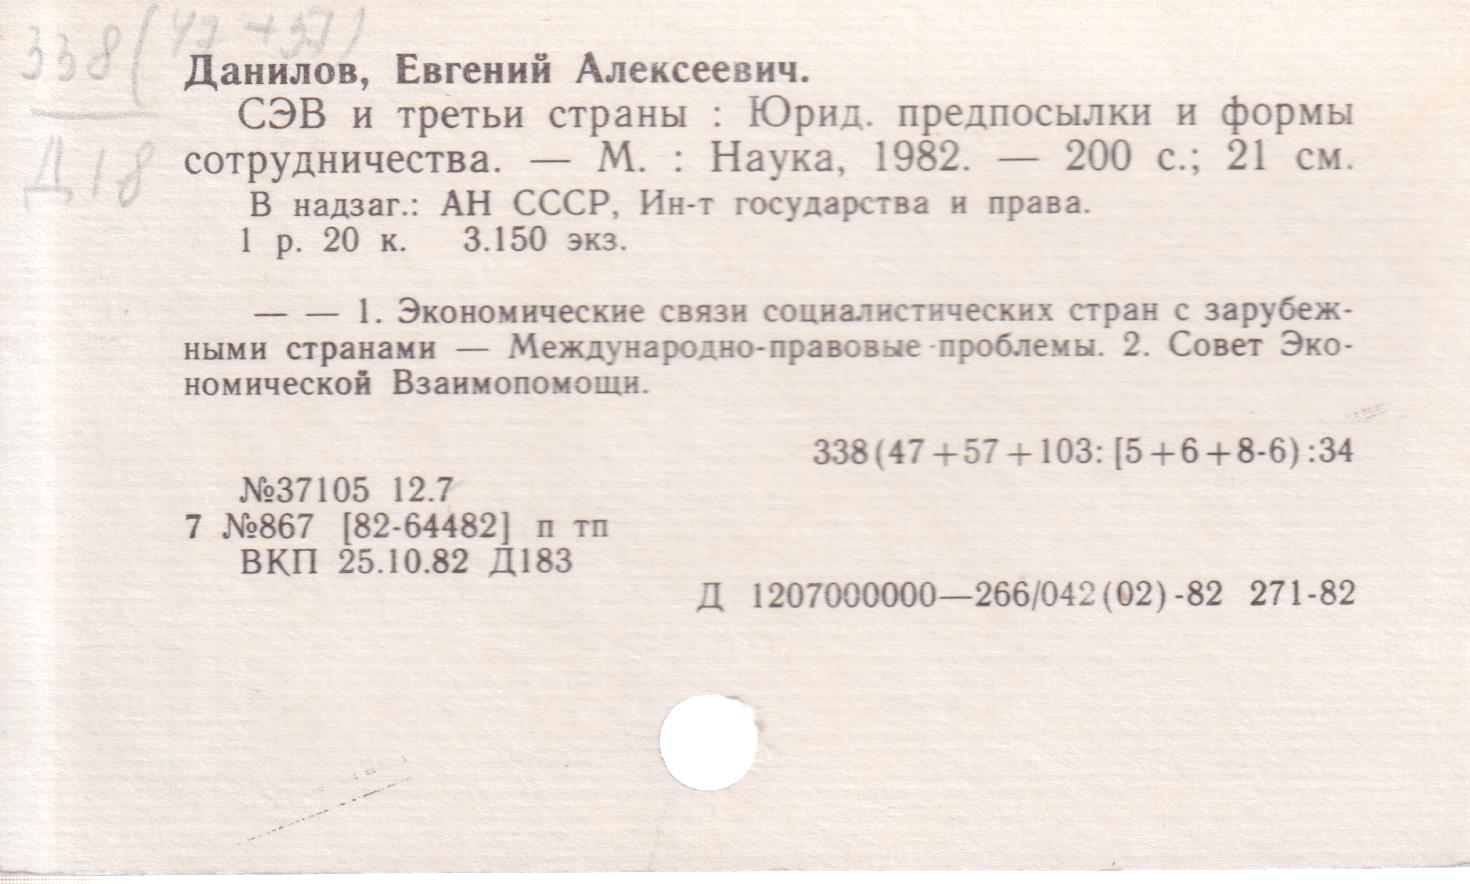 338(47+57)
Д18
Данилов, Евгений Алексеевич.
СЭВ и третьи страны : Юрид. предпосылки и формы
сотрудничества. — М. : Наука, 1982. — 200 с.; 21 см.
В надзаг.: АН СССР, Ин-т государства и права.
1 р. 20 к. 3.150 экз.
— — 1. Экономические связи социалистических стран с зарубеж-
ными странами — Международно-правовые проблемы. 2. Совет Эко-
номической Взаимопомощи.
338(47+57+103: [5+6+8-6) :34
№37105 12.7
7 №867 [82-64482] п тп
ВКП 25.10.82 Д183
Д 1207000000—266/042(02)-82 271-82